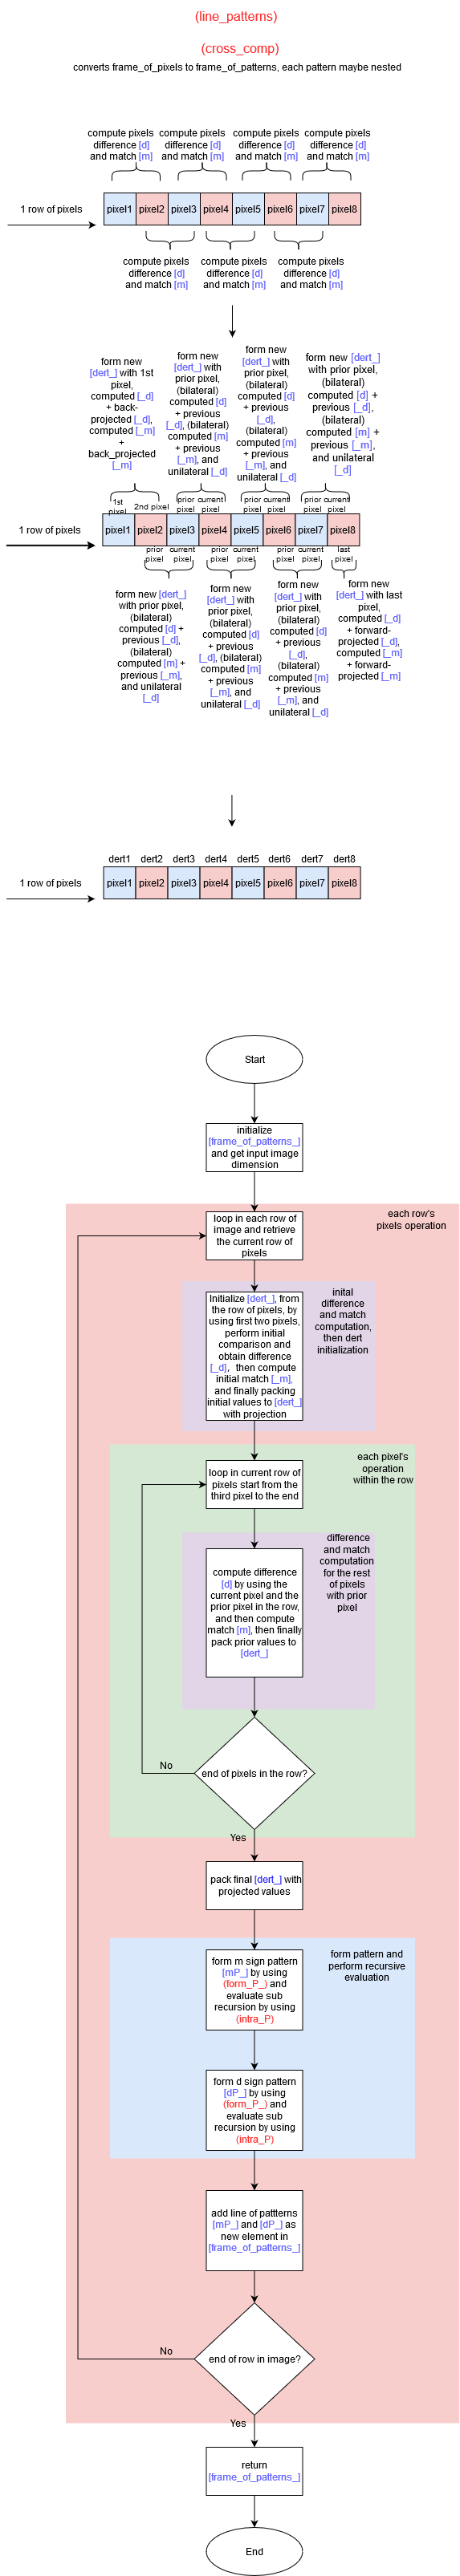 (line_patterns)
(cross_comp)
converts frame_of_pixels to frame_of_patterns, each pattern maybe nested
compute pixels
difference [d]
and match [m]
compute pixels
difference [d]
and match [m]
compute pixels
difference [d]
and match [m]
compute pixels
difference [d]
and match [m]
1 row of pixels
pixel1 pixel2 pixel3 pixel4 pixel5 pixel6 pixel7 pixel8
compute pixels
difference [d]
and match [m]
compute pixels
difference [d]
and match [m]
compute pixels
difference [d]
and match [m]
form new
[dert_] with 1st
pixel,
computed [_d]
+ back-
projected [_d],
computed [_m]
+
back_projected
[_m]
form new
[dert_] with
prior pixel,
(bilateral)
computed [d]
+ previous
[_d], (bilateral)
computed [m]
+ previous
[_m], and
unilateral [_d]
form new
[dert_] with
prior pixel,
(bilateral)
computed [d]
+ previous
[_d],
(bilateral)
computed [m]
+ previous
[_m], and
unilateral [_d]
form new [dert_]
with prior pixel,
(bilateral)
computed [d] +
previous [_d],
(bilateral)
computed [m] +
previous [_m],
and unilateral
[_d]
1st
pixel
2nd pixel
prior
pixel
current
pixel
prior
pixel
current
pixel
prior
pixel
current
pixel
1 row of pixels
pixel1 pixel2 pixel3 pixel4 pixel5 pixel6 pixel7 pixel8
prior
pixel
current
pixel
prior
pixel
current
pixel
prior
pixel
current
pixel
last
pixel
form new [dert_]
with prior pixel,
(bilateral)
computed [d] +
previous [_d],
(bilateral)
computed [m] +
previous [_m],
and unilateral
[_d]
form new
[dert_] with
prior pixel,
(bilateral)
computed [d]
+ previous
[_d], (bilateral)
computed [m]
+ previous
[_m], and
unilateral [_d]
form new
[dert_] with
prior pixel,
(bilateral)
computed [d]
+ previous
[_d],
(bilateral)
computed [m]
+ previous
[_m], and
unilateral [_d]
form new
[dert_] with last
pixel,
computed [_d]
+ forward-
projected [_d],
computed [_m]
+ forward-
projected [_m]
dert1 dert2 dert3 dert4 dert5 dert6 dert7 dert8
1 row of pixels
pixel1 pixel2 pixel3 pixel4 pixel5 pixel6 pixel7 pixel8
Start
initialize
[frame_of_patterns_]
and get input image
dimension
each row's
pixels operation
loop in each row of
image and retrieve
the current row of
pixels
inital
difference
and match
computation,
then dert
initialization
Initialize [dert_], from
the row of pixels, by
using first two pixels,
perform initial
comparison and
obtain difference
[_d], then compute
initial match [_m],
and finally packing
initial values to [dert_]
with projection
each pixel's
operation
within the row
loop in current row of
pixels start from the
third pixel to the end
difference
and match
computation
for the rest
of pixels
with prior
pixel
compute difference
[d] by using the
current pixel and the
prior pixel in the row,
and then compute
match [m], then finally
pack prior values to
[dert_]
No
end of pixels in the row?
Yes
pack final [dert_] with
projected values
form pattern and
perform recursive
evaluation
form m sign pattern
[mP_] by using
(form_P_) and
evaluate sub
recursion by using
(intra_P)
form d sign pattern
[dP_] by using
(form_P_) and
evaluate sub
recursion by using
(intra_P)
add line of pattterns
[mP_] and [dP_] as
new element in
[frame_of_patterns_]
No
end of row in image?
Yes
return
[frame_of_patterns_]
End